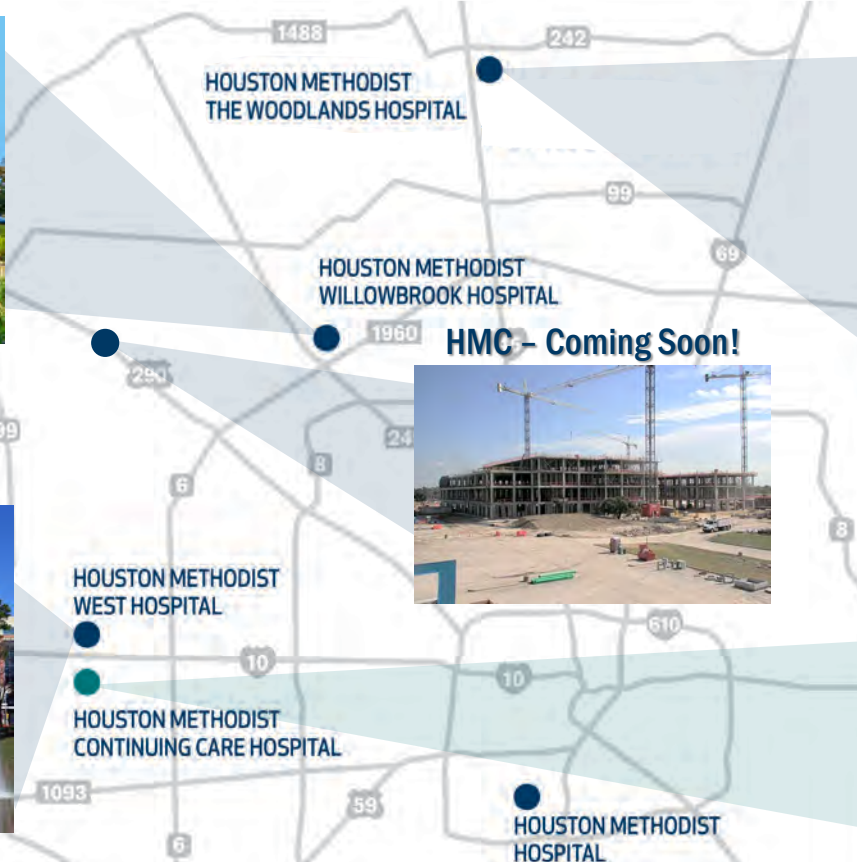 1488
242
HOUSTON METHODIST
THE WOODLANDS HOSPITAL
99
69
HOUSTON METHODIST
WILLOWBROOK HOSPITAL
1960
HMC – Coming Soon!
290
8
6
8
HOUSTON METHODIST
WEST HOSPITAL
610
10
10
HOUSTON METHODIST
CONTINUING CARE HOSPITAL
1093
59
HOUSTON METHODIST
HOSPITAL
6